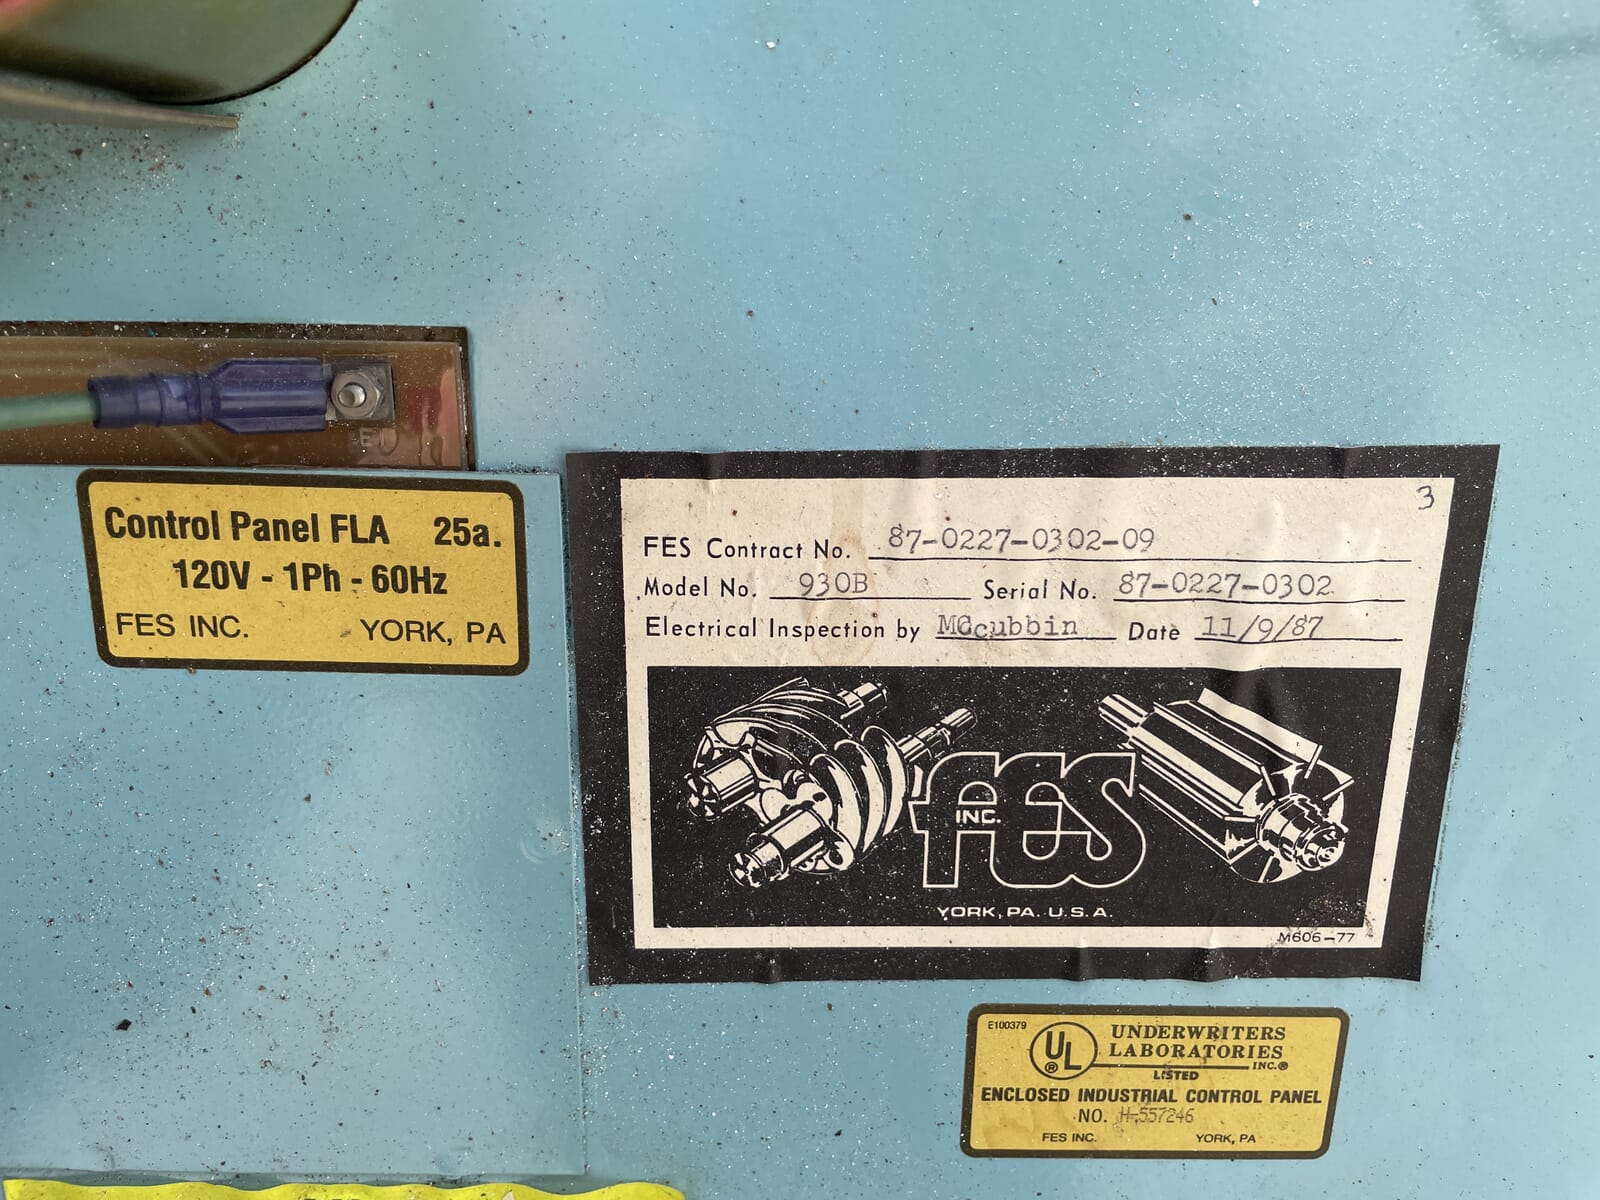 Control Panel FLA 25a.
120V - 1Ph - 60Hz
FES INC. YORK, PA
3
FES Contract No. 87-0227-0302-09
Model No. 930B Serial No. 87-0227-0302
Electrical Inspection by MCcubbin Date 11/9/87
FES
INC.
YORK, PA. U.S.A.
M606-77
E100379
UL
®
UNDERWRITERS
LABORATORIES
INC.®
LISTED
ENCLOSED INDUSTRIAL CONTROL PANEL
NO. H-557246
FES INC. YORK, PA